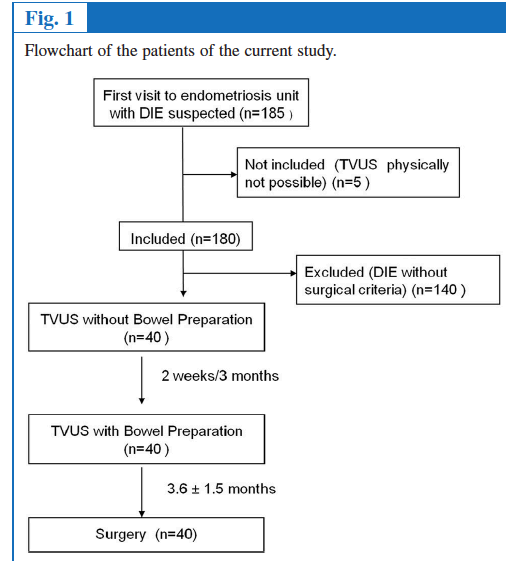 Fig. 1
Flowchart of the patients of the current study.
First visit to endometriosis unit
with DIE suspected (n=185 )
Not included (TVUS physically
not possible) (n=5 )
Included (n=180)
Excluded (DIE without
surgical criteria) (n=140 )
TVUS without Bowel Preparation
(n=40 )
2 weeks/3 months
TVUS with Bowel Preparation
(n=40 )
3.6 ± 1.5 months
Surgery (n=40)